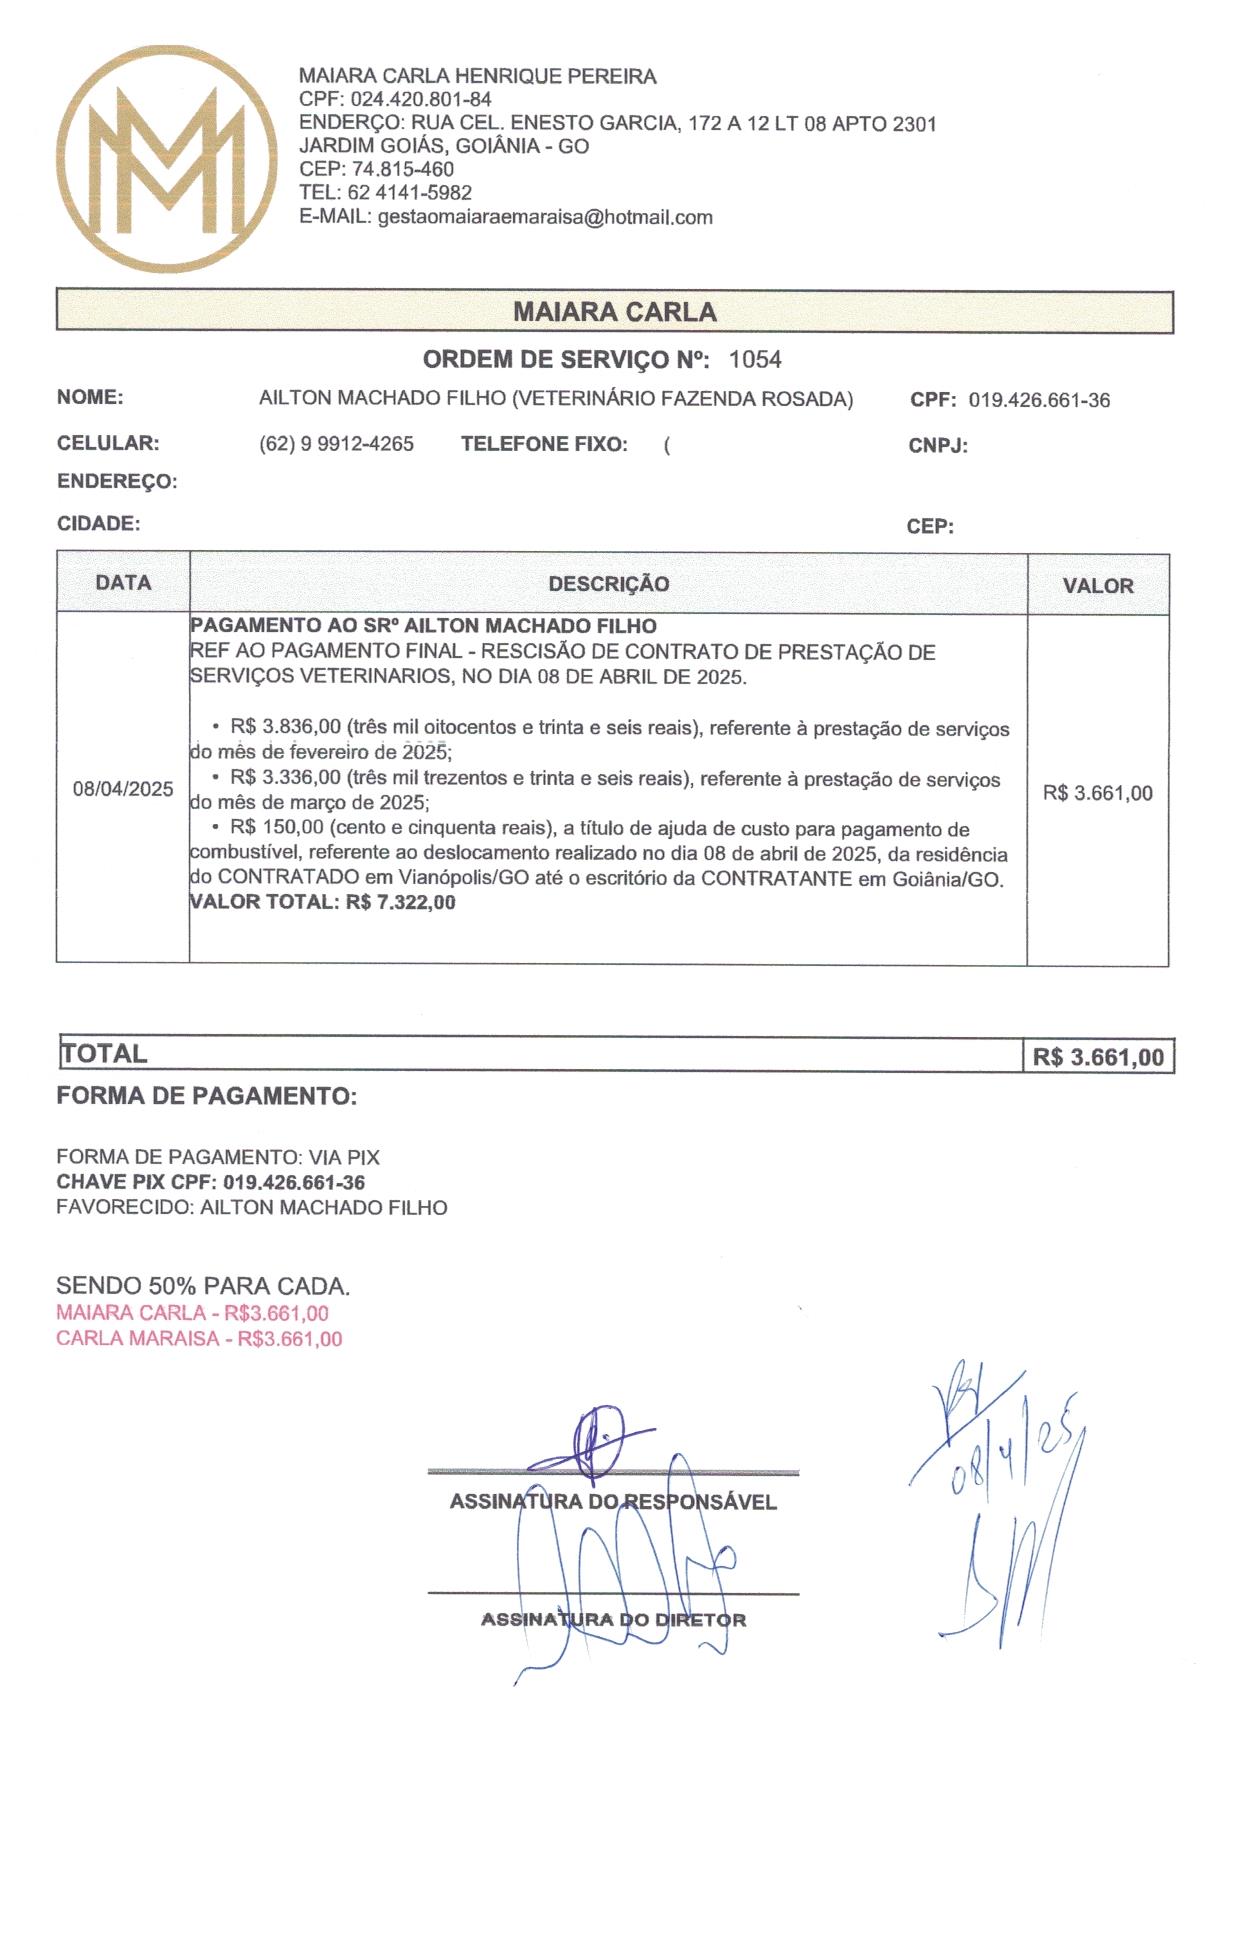 MAIARA CARLA HENRIQUE PEREIRA
CPF: 024.420.801-84
ENDERÇO: RUA CEL. ENESTO GARCIA, 172 A 12 LT 08 APTO 2301
JARDIM GOIÁS, GOIÂNIA - GO
CEP: 74.815-460
TEL: 62 4141-5982
E-MAIL: gestaomaiaraemaraisa@hotmail.com
MAIARA CARLA
ORDEM DE SERVIÇO Nº: 1054
NOME: AILTON MACHADO FILHO (VETERINÁRIO FAZENDA ROSADA) CPF: 019.426.661-36
CELULAR: (62) 9 9912-4265 TELEFONE FIXO: ( CNPJ:
ENDEREÇO:
CIDADE: CEP:
DATA DESCRIÇÃO VALOR
PAGAMENTO AO SRº AILTON MACHADO FILHO
REF AO PAGAMENTO FINAL - RESCISÃO DE CONTRATO DE PRESTAÇÃO DE
SERVIÇOS VETERINARIOS, NO DIA 08 DE ABRIL DE 2025.
• R$ 3.836,00 (três mil oitocentos e trinta e seis reais), referente à prestação de serviços
do mês de fevereiro de 2025;
• R$ 3.336,00 (três mil trezentos e trinta e seis reais), referente à prestação de serviços
08/04/2025 do mês de março de 2025; R$ 3.661,00
• R$ 150,00 (cento e cinquenta reais), a título de ajuda de custo para pagamento de
combustível, referente ao deslocamento realizado no dia 08 de abril de 2025, da residência
do CONTRATADO em Vianópolis/GO até o escritório da CONTRATANTE em Goiânia/GO.
VALOR TOTAL: R$ 7.322,00
TOTAL R$ 3.661,00
FORMA DE PAGAMENTO:
FORMA DE PAGAMENTO: VIA PIX
CHAVE PIX CPF: 019.426.661-36
FAVORECIDO: AILTON MACHADO FILHO
SENDO 50% PARA CADA.
MAIARA CARLA - R$3.661,00
CARLA MARAISA - R$3.661,00
08/4/25
ASSINATURA DO RESPONSÁVEL
ASSINATURA DO DIRETOR